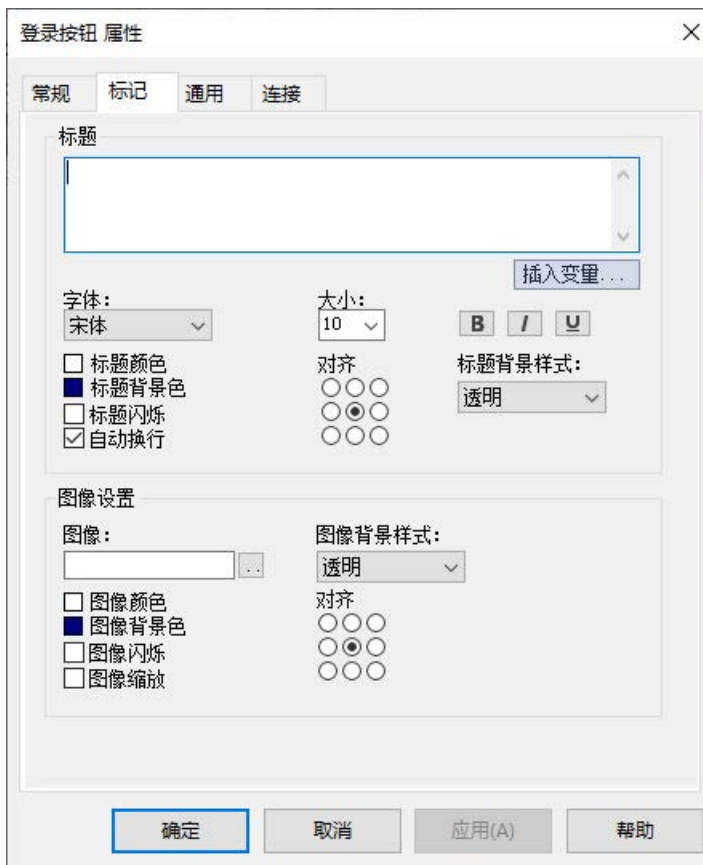 登录按钮 属性
常规 标记 通用 连接
标题
插入变量...
字体: 大小:
宋体 10 B I U
标题颜色 对齐 标题背景样式:
标题背景色 透明
标题闪烁
自动换行
图像设置
图像: 图像背景样式:
.. 透明
图像颜色 对齐
图像背景色
图像闪烁
图像缩放
确定 取消 应用(A) 帮助